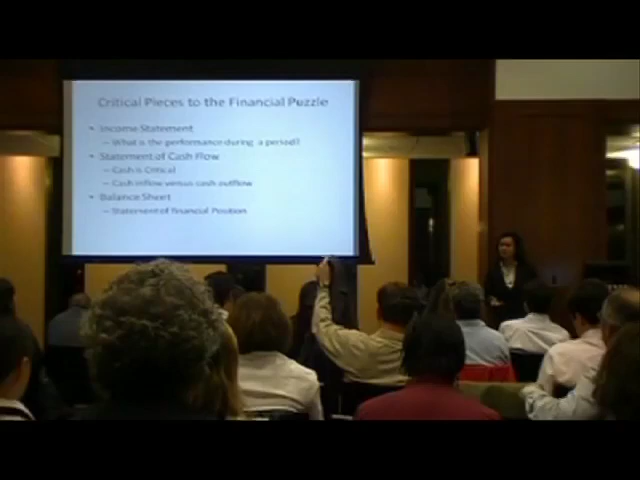 Critical Pieces to the Financial Puzzle
• Income Statement
– What is the performance during a period?
• Statement of Cash Flow
– Cash is Critical
– Cash inflow versus cash outflow
• Balance Sheet
– Statement of Financial Position